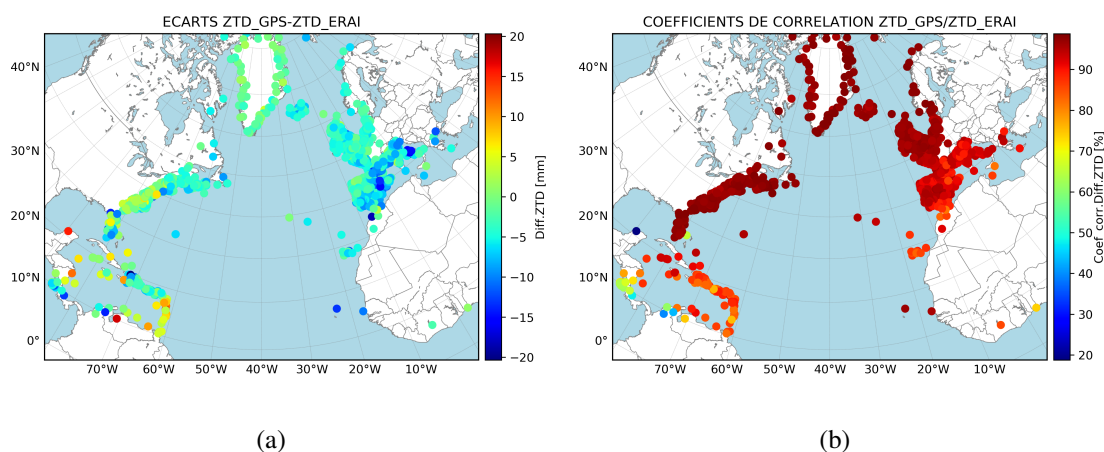 ECARTS ZTD_GPS-ZTD_ERAI
40°N
30°N
20°N
10°N
0°
70°W 60°W 50°W 40°W 30°W 20°W 10°W
20
15
10
5
0
−5
−10
−15
−20
Diff.ZTD [mm]
(a)
COEFFICIENTS DE CORRELATION ZTD_GPS/ZTD_ERAI
40°N
30°N
20°N
10°N
0°
70°W 60°W 50°W 40°W 30°W 20°W 10°W
90
80
70
60
50
40
30
20
Coef_corr.Diff.ZTD [%]
(b)